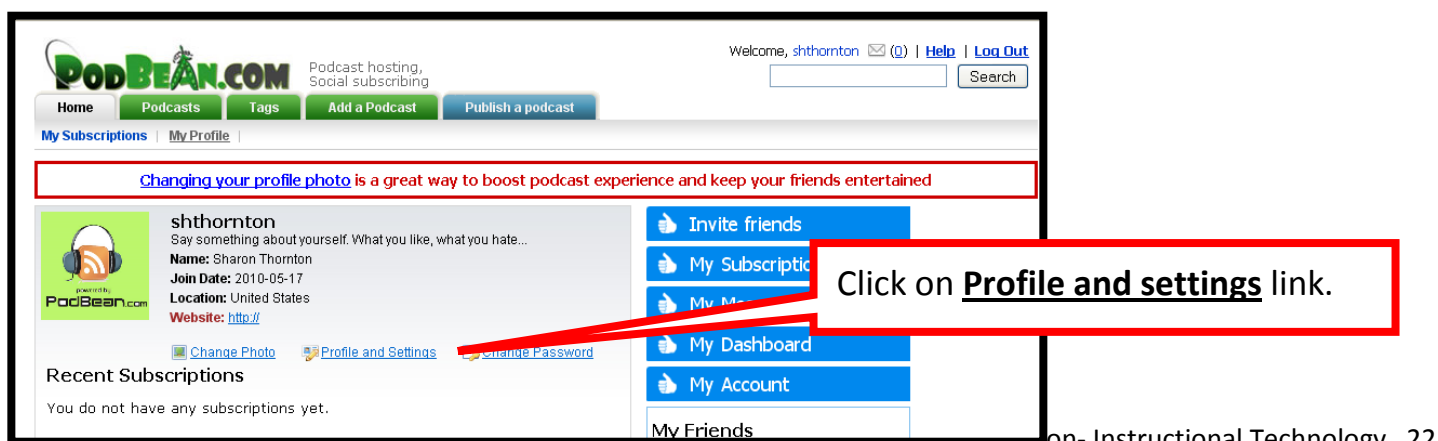 PODBEAN.COM
Podcast hosting,
Social subscribing
Welcome, shthornton (0) | Help | Log Out
Search
Home Podcasts Tags Add a Podcast Publish a podcast
My Subscriptions | My Profile |
Changing your profile photo is a great way to boost podcast experience and keep your friends entertained
powered by
PodBean.com
shthornton
Say something about yourself. What you like, what you hate...
Name: Sharon Thornton
Join Date: 2010-05-17
Location: United States
Website: http://
Change Photo Profile and Settings Change Password
Recent Subscriptions
You do not have any subscriptions yet.
Invite friends
My Subscriptio
My Me
My Dashboard
My Account
My Friends
Click on Profile and settings link.
on- Instructional Technology 22